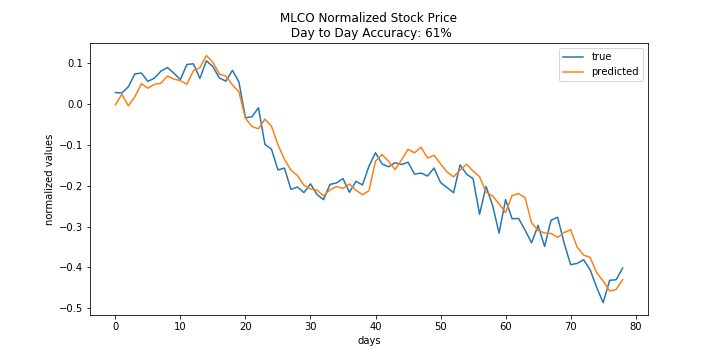 MLCO Normalized Stock Price
Day to Day Accuracy: 61%
true
predicted
0.1
0.0
−0.1
−0.2
−0.3
−0.4
−0.5
normalized values
0 10 20 30 40 50 60 70 80
days